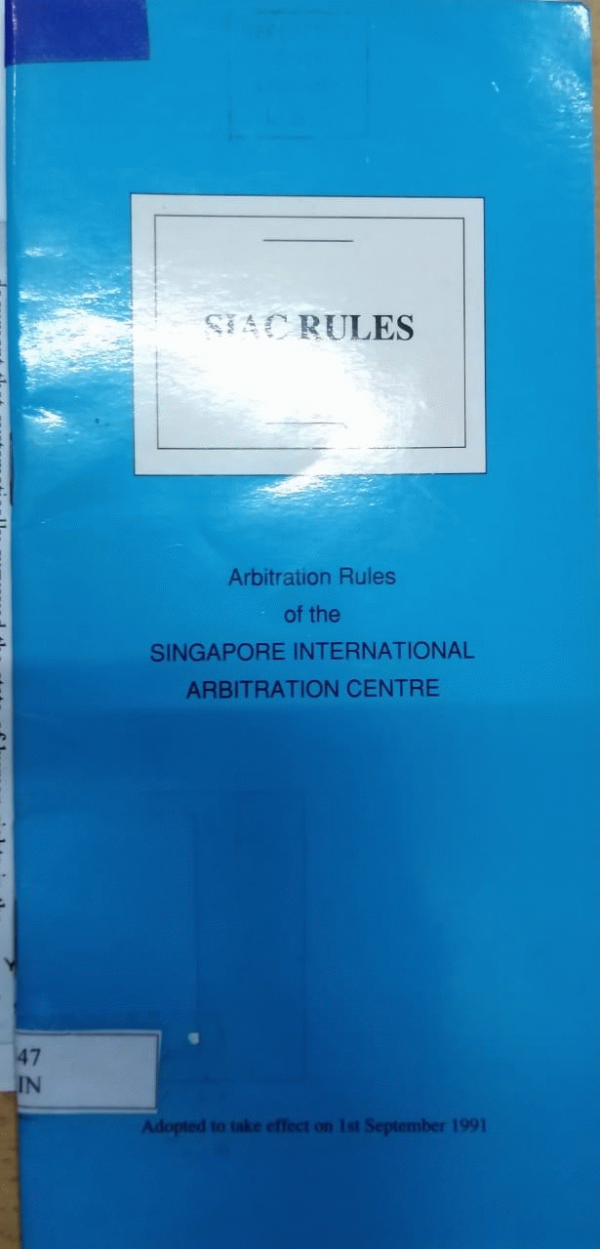 SIAC RULES
Arbitration Rules
of the
SINGAPORE INTERNATIONAL
ARBITRATION CENTRE
47
IN
Adopted to take effect on 1st September 1991